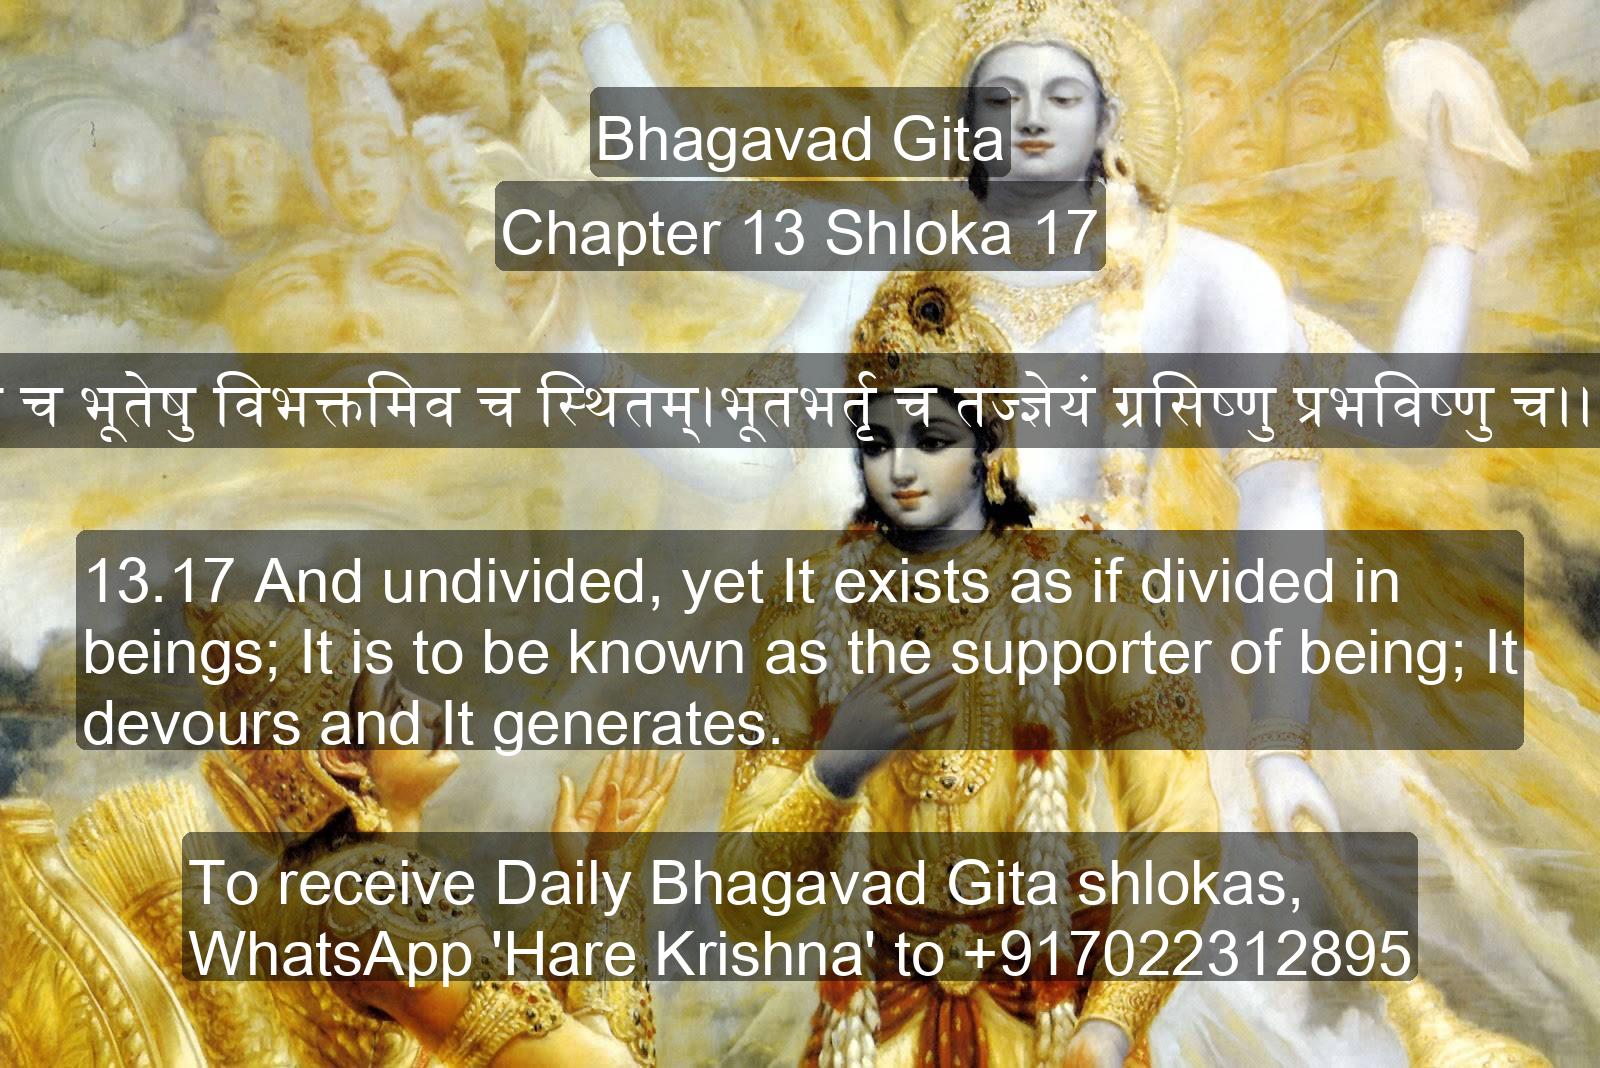 Bhagavad Gita
Chapter 13 Shloka 17
च भूतेषु विभक्तमिव च स्थितम्।भूतभर्तृ च तज्ज्ञेयं ग्रसिष्णु प्रभविष्णु च।।
13.17 And undivided, yet It exists as if divided in
beings; It is to be known as the supporter of being; It
devours and It generates.
To receive Daily Bhagavad Gita shlokas,
WhatsApp 'Hare Krishna' to +917022312895